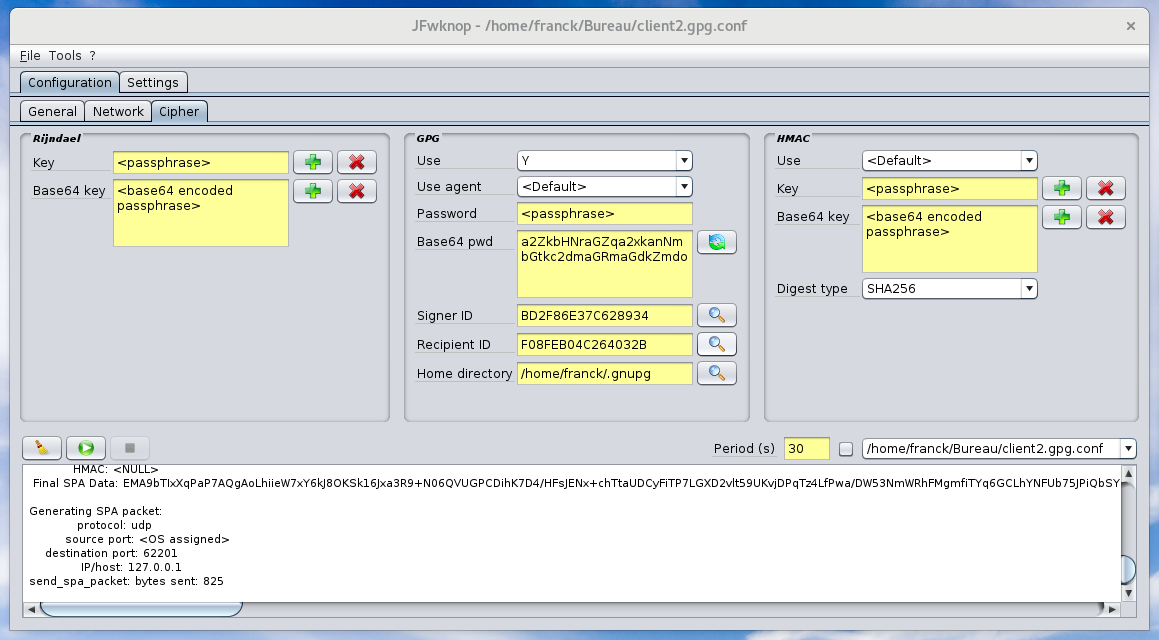 JFwknop - /home/franck/Bureau/client2.gpg.conf
File Tools ?
Configuration Settings
General Network Cipher
Rijndael
Key <passphrase>
Base64 key <base64 encoded
passphrase>
GPG
Use Y
Use agent <Default>
Password <passphrase>
Base64 pwd a2ZkbHNraGZqa2xkanNm
bGtkc2dmaGRmaGdkZmdo
Signer ID BD2F86E37C628934
Recipient ID F08FEB04C264032B
Home directory /home/franck/.gnupg
HMAC
Use <Default>
Key <passphrase>
Base64 key <base64 encoded
passphrase>
Digest type SHA256
Period (s) 30 /home/franck/Bureau/client2.gpg.conf
HMAC: <NULL>
Final SPA Data: EMA9bTIxXqPaP7AQgAoLhiieW7xY6kJ8OKSk16Jxa3R9+N06QVUGPCDihK7D4/HFsJENx+chTtaUDCyFiTP7LGXD2vlt59UKvjDPqTz4LfPwa/DW53NmWRhFMgmfiTYq6GCLhYNFUb75JPiQbSY
Generating SPA packet:
protocol: udp
source port: <OS assigned>
destination port: 62201
IP/host: 127.0.0.1
send_spa_packet: bytes sent: 825